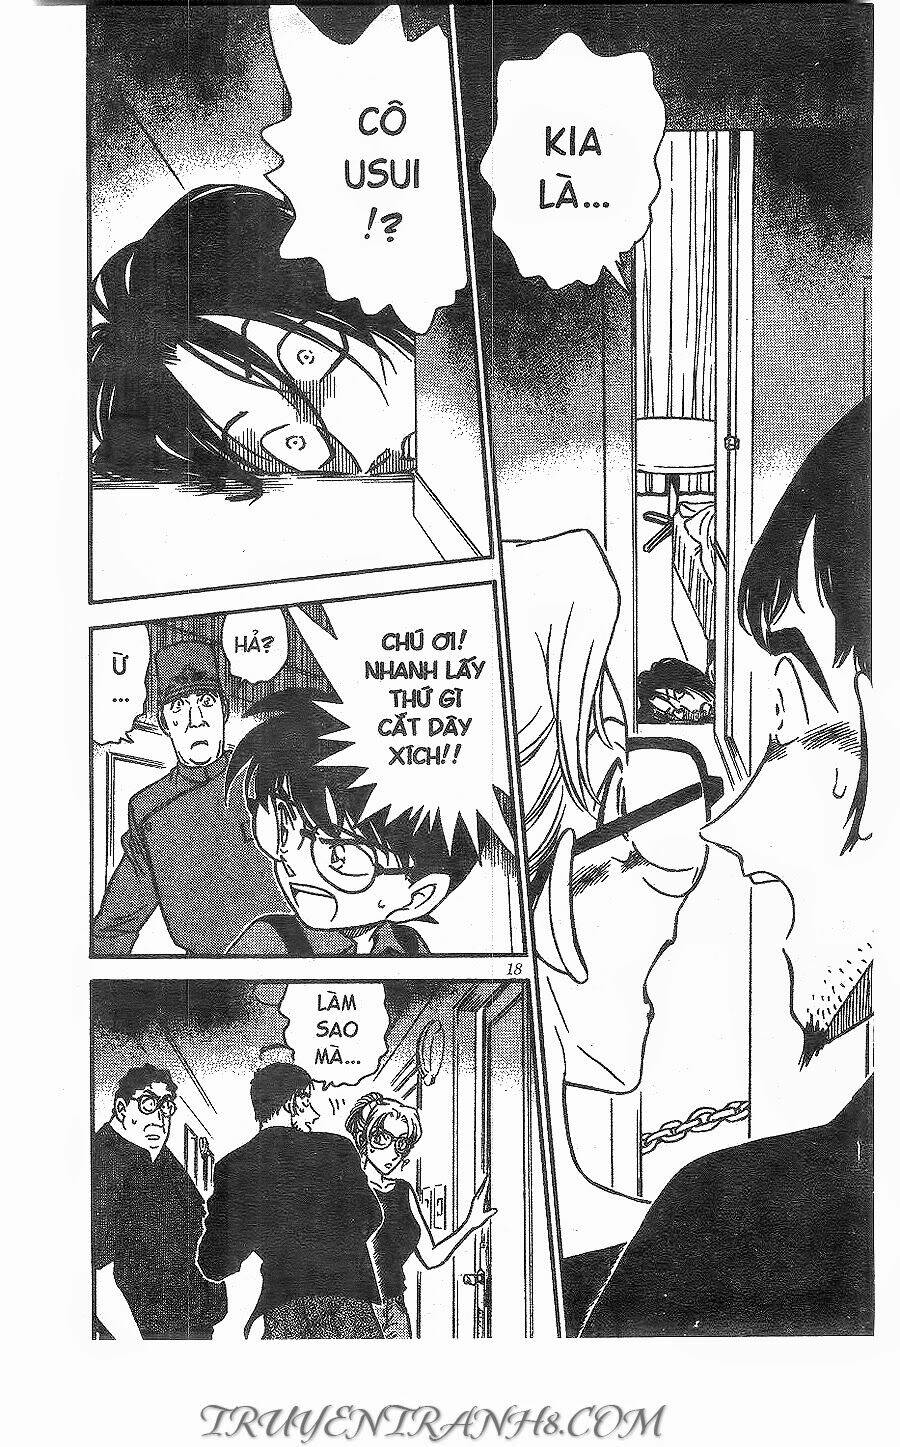 KIA
LÀ...
CÔ
USUI
!?
CHÚ ƠI!
NHANH LẤY
THỨ GÌ
CẮT DÂY
XÍCH!!
HẢ?
Ừ
...
18
LÀM
SAO
MÀ...
TRUYENTRANH8.COM